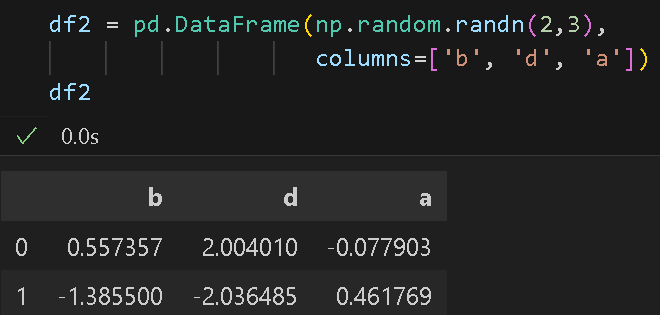 df2 = pd.DataFrame(np.random.randn(2,3),
columns=['b', 'd', 'a'])
df2
0.0s
b d a
0 0.557357 2.004010 -0.077903
1 -1.385500 -2.036485 0.461769